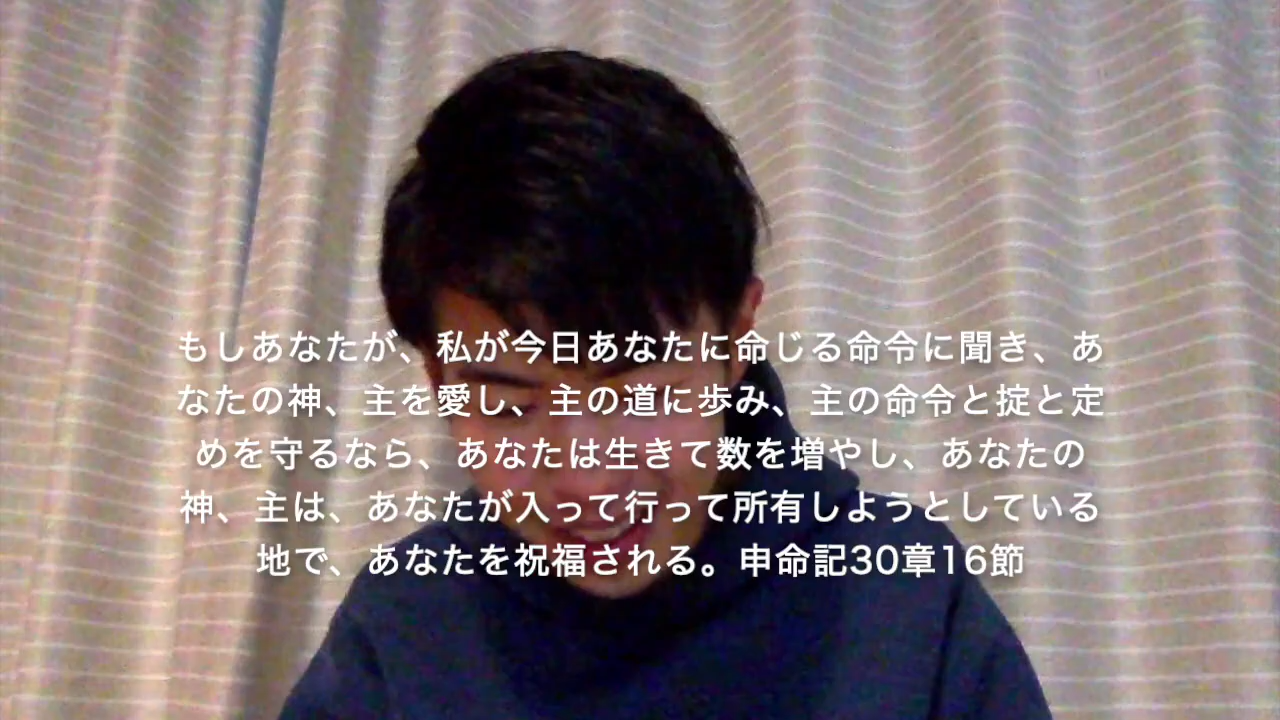 もしあなたが、私が今日あなたに命じる命令に聞き、あ
なたの神、主を愛し、主の道に歩み、主の命令と掟と定
めを守るなら、あなたは生きて数を増やし、あなたの
神、主は、あなたが入って行って所有しようとしている
地で、あなたを祝福される。申命記30章16節